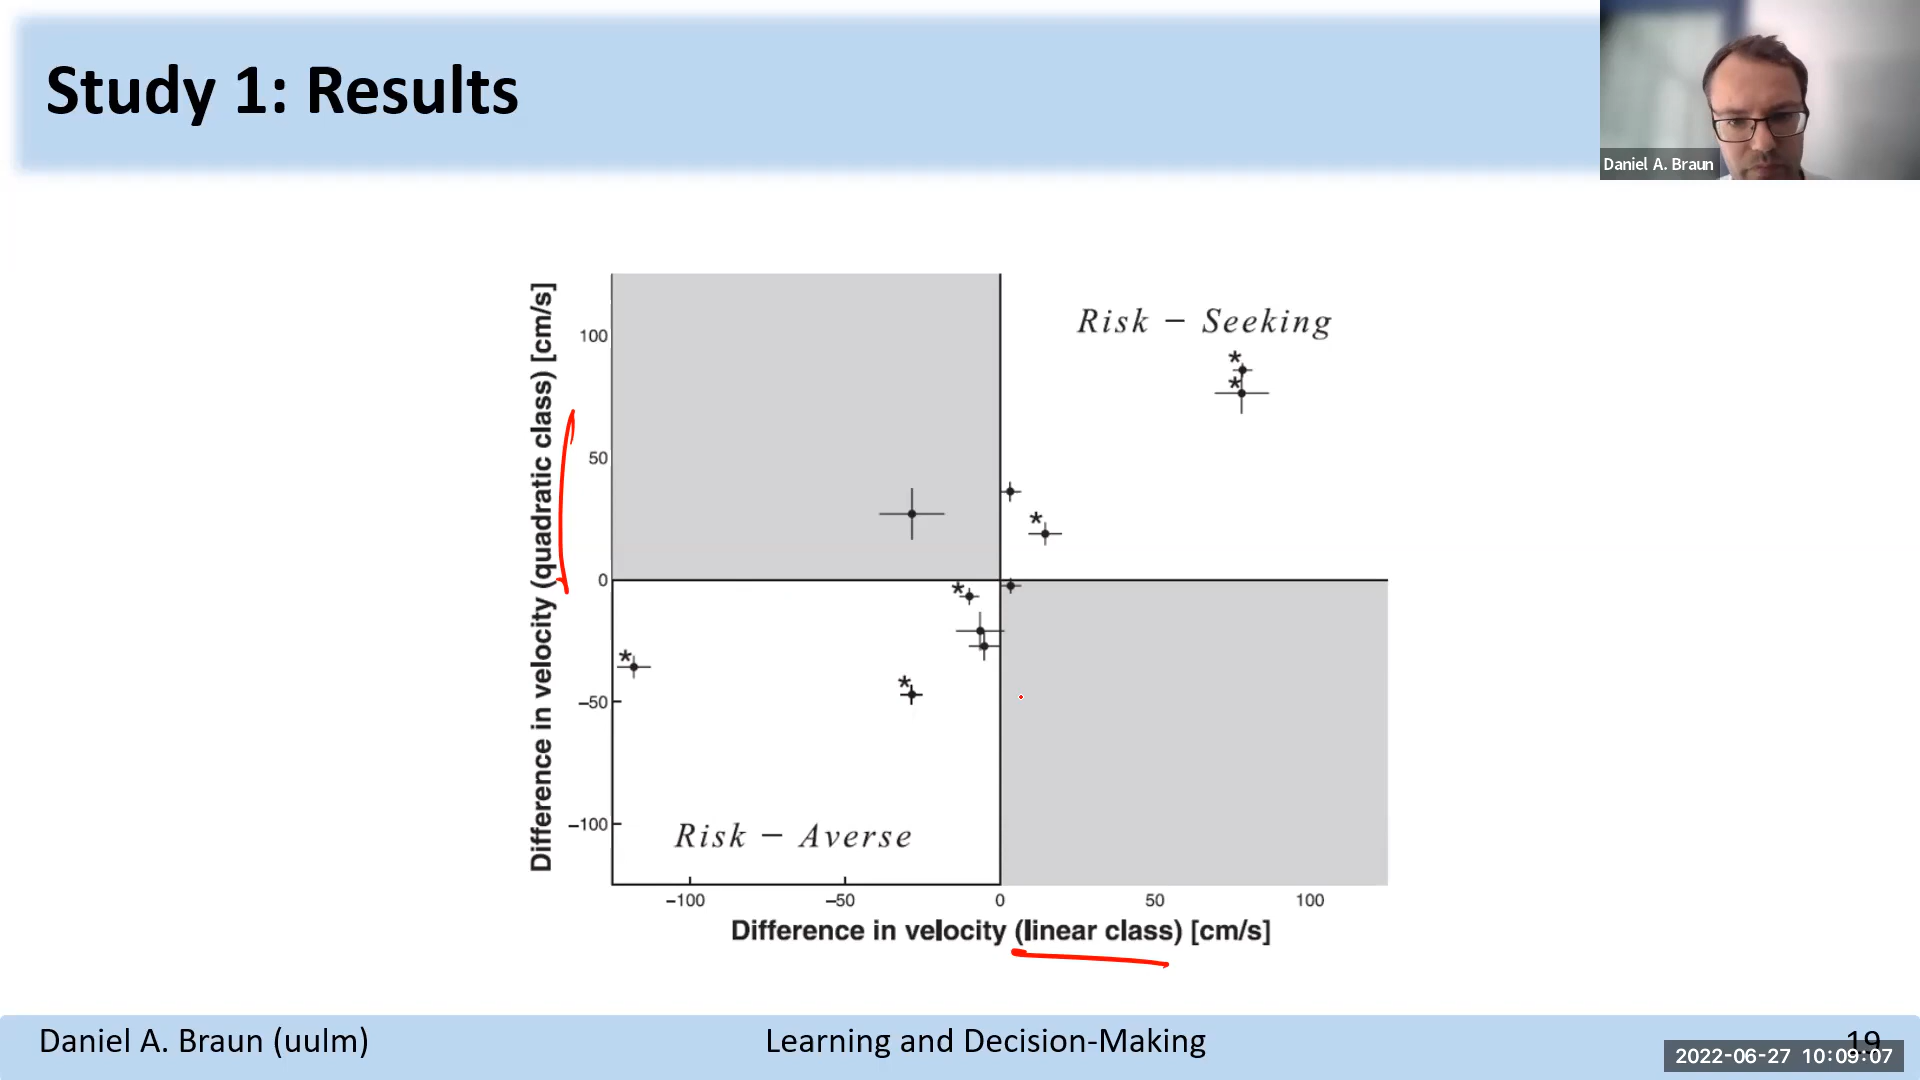 Study 1: Results
Daniel A. Braun
Difference in velocity (quadratic class) [cm/s]
100
50
0
−50
−100
Risk − Seeking
*
*
*
*
*
*
Risk − Averse
−100
−50
0
50
100
Difference in velocity (linear class) [cm/s]
Daniel A. Braun (uulm)
Learning and Decision-Making
19
2022-06-27 10:09:07